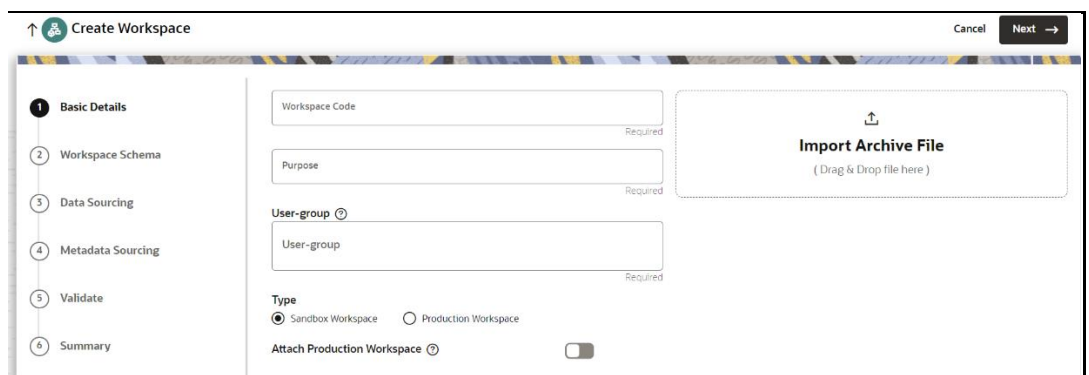 Create Workspace
Cancel
Next →
1 Basic Details
2 Workspace Schema
3 Data Sourcing
4 Metadata Sourcing
5 Validate
6 Summary
Workspace Code
Required
Purpose
Required
User-group
User-group
Required
Type
Sandbox Workspace
Production Workspace
Attach Production Workspace
Import Archive File
( Drag & Drop file here )